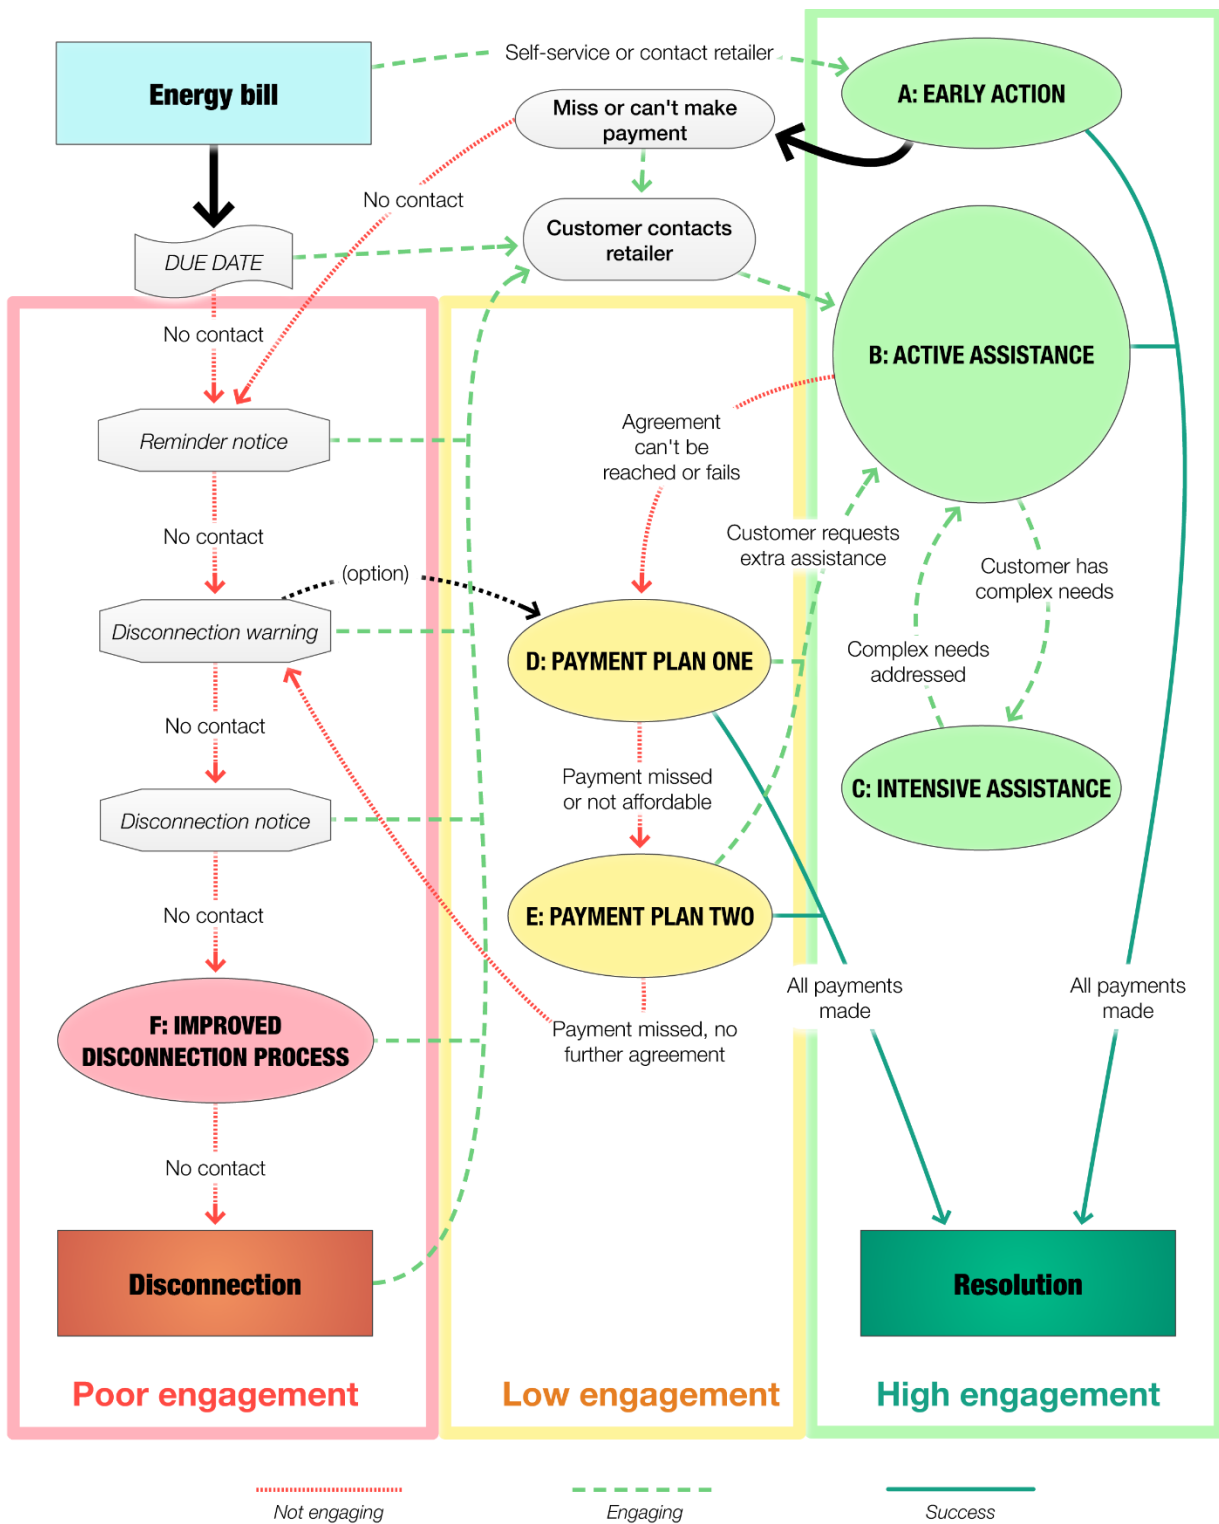 Energy bill
Self-service or contact retailer
A: EARLY ACTION
Miss or can't make
payment
No contact
Customer contacts
retailer
DUE DATE
No contact
B: ACTIVE ASSISTANCE
Agreement
can't be
reached or fails
Reminder notice
No contact
Customer requests
extra assistance
(option)
Customer has
complex needs
Disconnection warning
D: PAYMENT PLAN ONE
Complex needs
addressed
No contact
Payment missed
or not affordable
C: INTENSIVE ASSISTANCE
Disconnection notice
No contact
E: PAYMENT PLAN TWO
All payments
made
All payments
made
F: IMPROVED
DISCONNECTION PROCESS
Payment missed, no
further agreement
No contact
Disconnection
Resolution
Poor engagement
Low engagement
High engagement
Not engaging
Engaging
Success